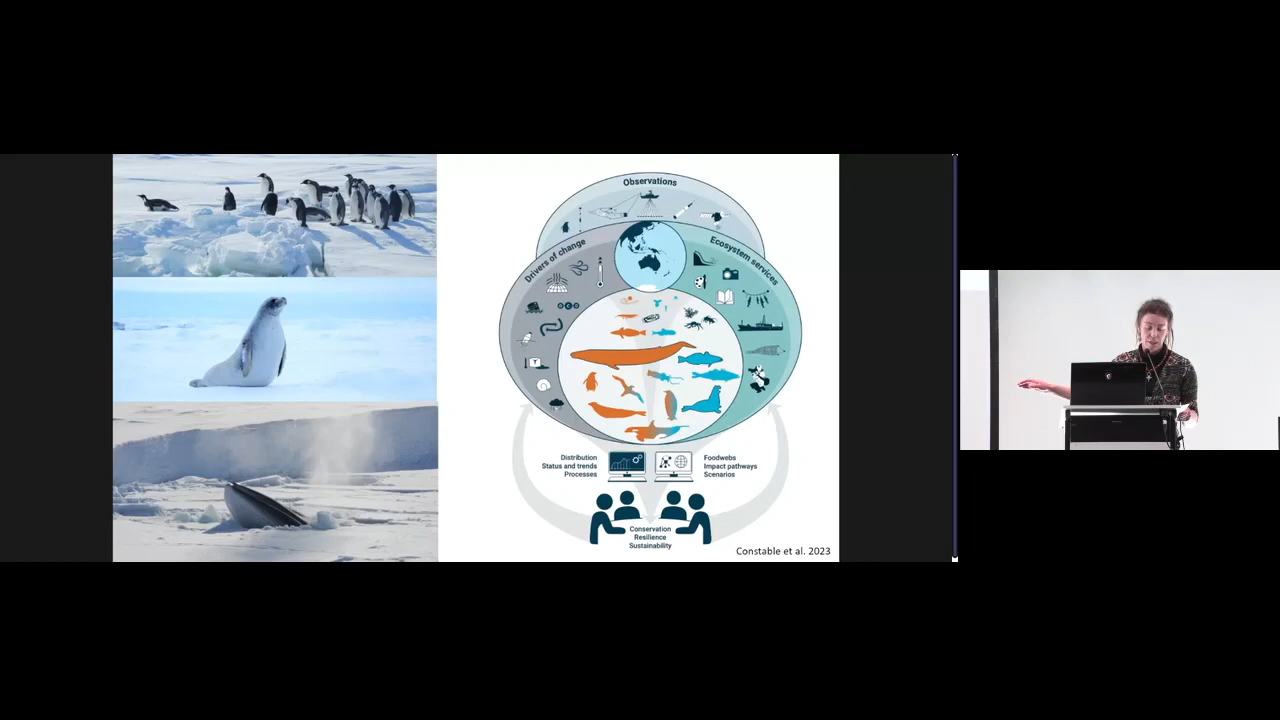 Observations
Drivers of change
Ecosystem services
Distribution
Status and trends
Processes
Foodwebs
Impact pathways
Scenarios
Conservation
Resilience
Sustainability
Constable et al. 2023